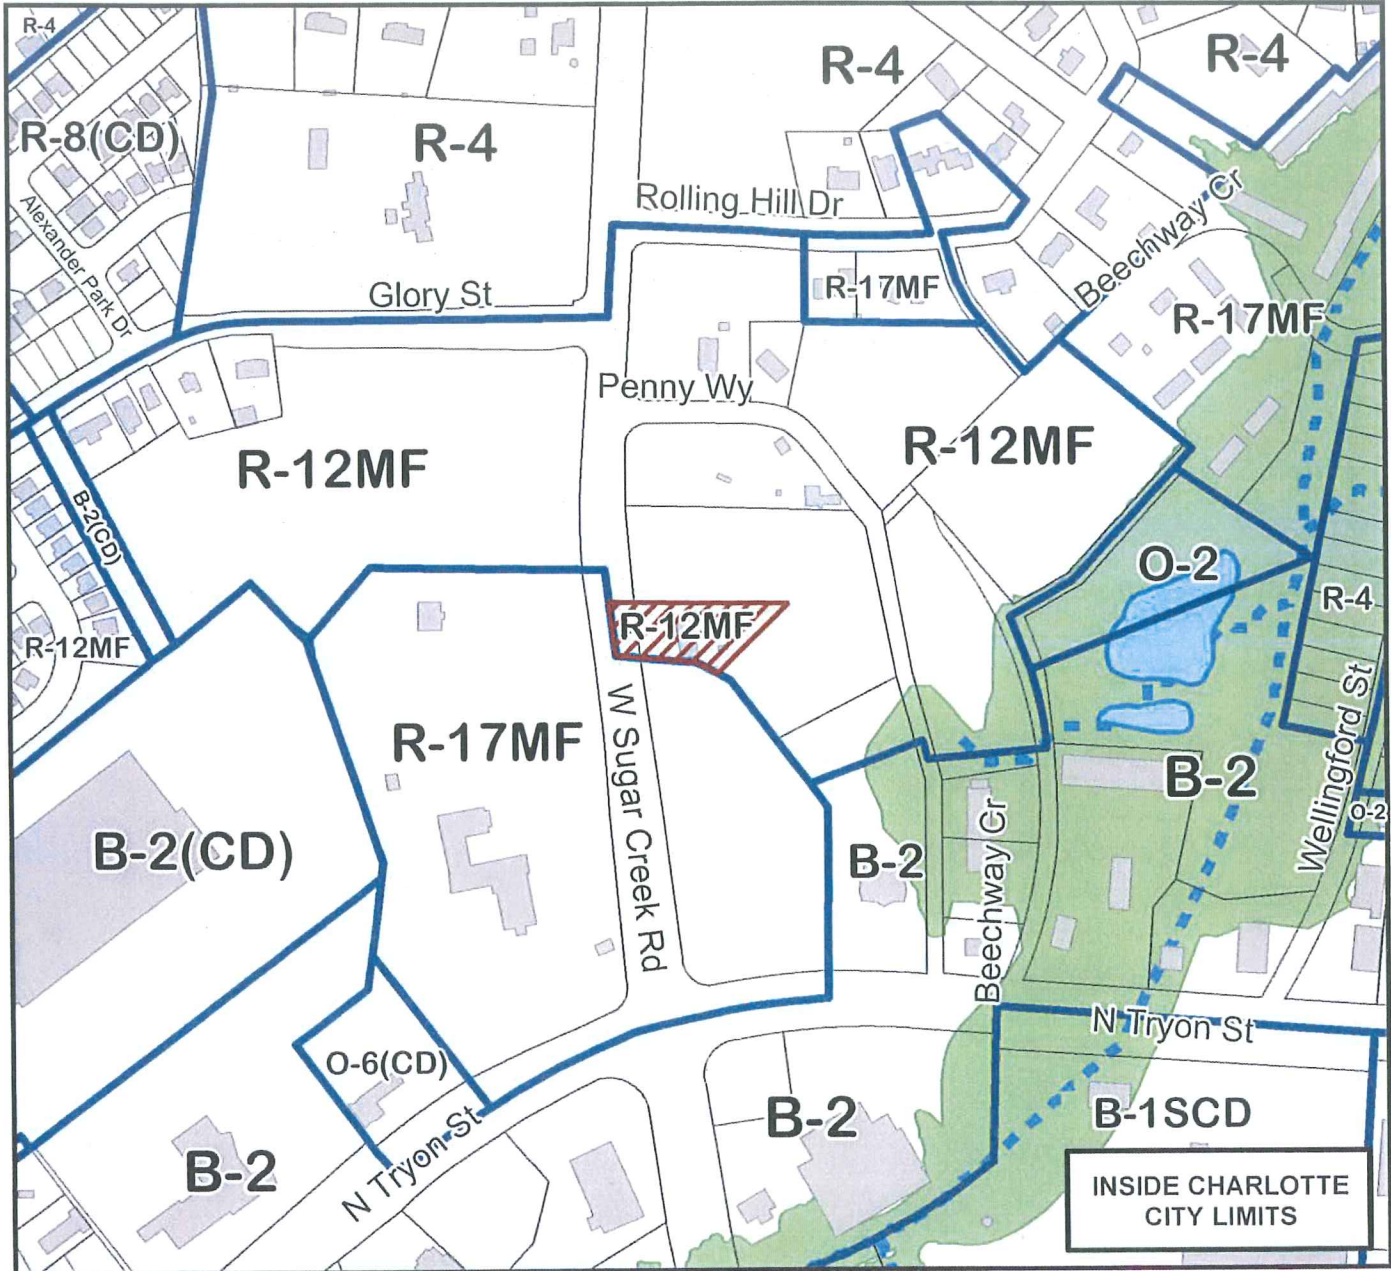 R-4
R-4
R-4
R-8(CD)
R-4
Alexander Park Dr
Rolling Hill Dr
Beechway Cr
Glory St
R-17MF
R-17MF
Penny Wy
R-12MF
R-12MF
B-2(CD)
O-2
R-4
R-12MF
R-12MF
W Sugar Creek Rd
R-17MF
Wellingford St
B-2
O-2
B-2(CD)
B-2
Beechway Cr
N Tryon St
O-6(CD)
B-2
B-1SCD
N Tryon St
B-2
INSIDE CHARLOTTE
CITY LIMITS